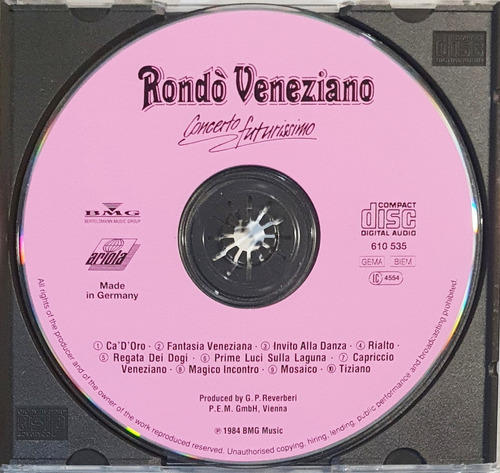 Rondò Veneziano
Concerto futurissimo
BMG
BERTELSMANN MUSIC GROUP
ariola
Made
in Germany
COMPACT
disc
DIGITAL AUDIO
610 535
GEMA BIEM
LC 4554
① Ca'D'Oro · ② Fantasia Veneziana · ③ Invito Alla Danza · ④ Rialto ·
⑤ Regata Dei Dogi · ⑥ Prime Luci Sulla Laguna · ⑦ Capriccio
Veneziano · ⑧ Magico Incontro · ⑨ Mosaico · ⑩ Tiziano
Produced by G. P. Reverberi
P.E.M. GmbH, Vienna
℗ 1984 BMG Music
All rights of the producer and of the owner of the work reproduced reserved. Unauthorised copying, hiring, lending, public performance and broadcasting prohibited.
disc
disc